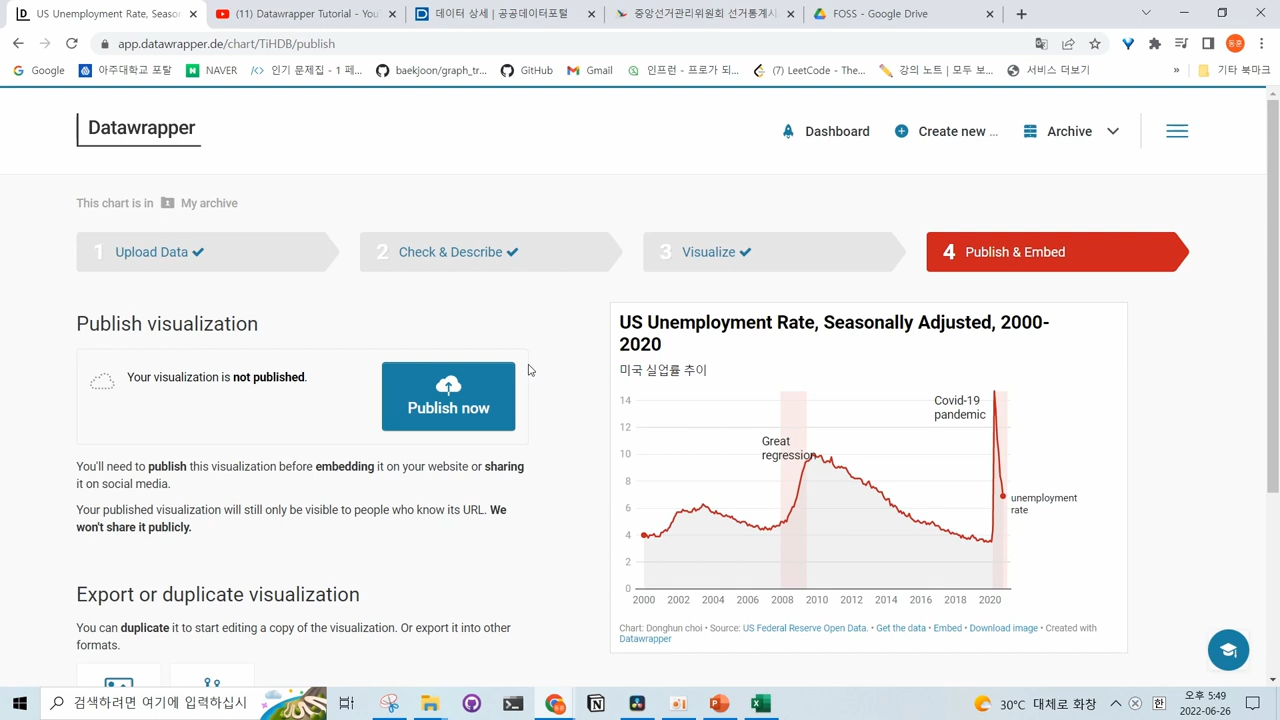 US Unemployment Rate, Season
(11) Datawrapper Tutorial - You
데이터 상세 | 공공데이터포털
중앙선거관리위원회 선거통계시
FOSS - Google Drive
app.datawrapper.de/chart/TiHDB/publish
동훈
Google
아주대학교 포탈
NAVER
인기 문제집 - 1 페...
baekjoon/graph_tr...
GitHub
Gmail
인프런 - 프로가 되...
(7) LeetCode - The...
강의 노트 | 모두 보...
서비스 더보기
»
기타 북마크
Datawrapper
Dashboard
Create new ...
Archive
This chart is in My archive
1 Upload Data
2 Check & Describe
3 Visualize
4 Publish & Embed
Publish visualization
Your visualization is not published.
Publish now
You'll need to publish this visualization before embedding it on your website or sharing
it on social media.
Your published visualization will still only be visible to people who know its URL. We
won't share it publicly.
Export or duplicate visualization
You can duplicate it to start editing a copy of the visualization. Or export it into other
formats.
US Unemployment Rate, Seasonally Adjusted, 2000-
2020
미국 실업률 추이
14
12
10
8
6
4
2
0
Great
regression
Covid-19
pandemic
unemployment
rate
2000 2002 2004 2006 2008 2010 2012 2014 2016 2018 2020
Chart: Donghun choi • Source: US Federal Reserve Open Data. • Get the data • Embed • Download image • Created with
Datawrapper
검색하려면 여기에 입력하십시
30°C 대체로 화창
한
오후 5:49
2022-06-26